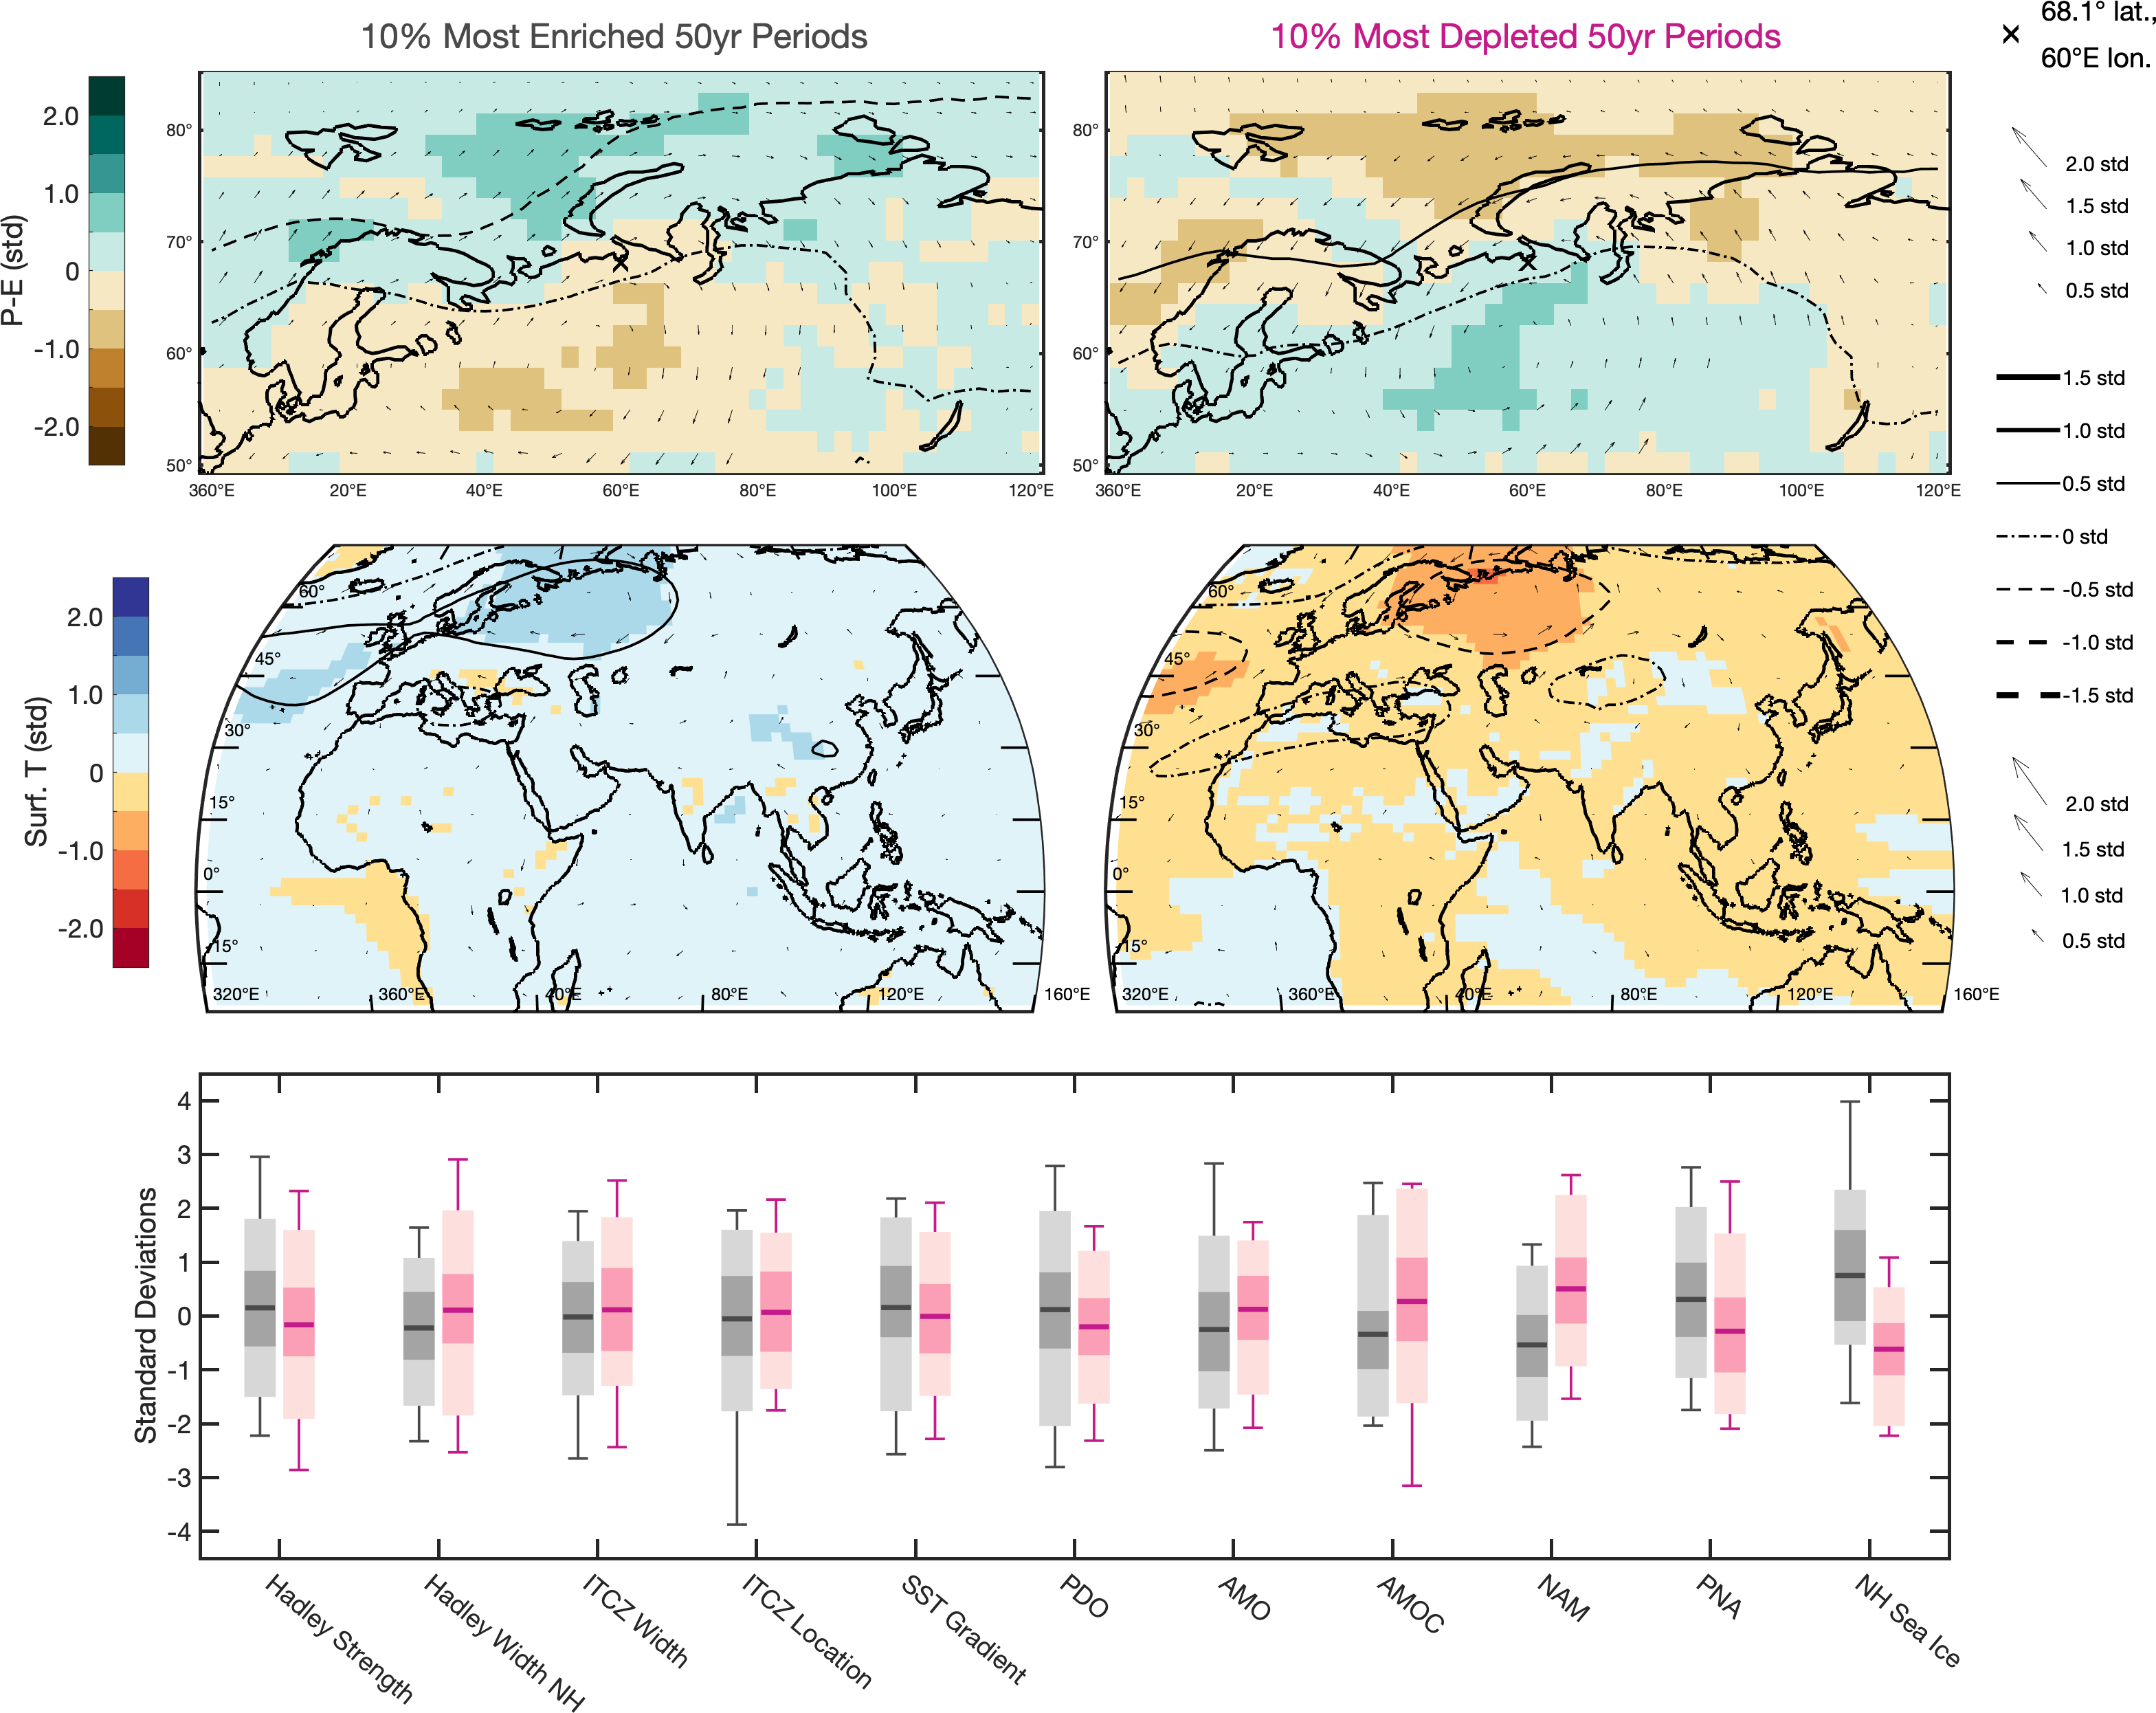 10% Most Enriched 50yr Periods
10% Most Depleted 50yr Periods
68.1° lat.,
60°E lon.
P-E (std)
2.0
1.0
0
-1.0
-2.0
80°
70°
60°
50°
360°E 20°E 40°E 60°E 80°E 100°E 120°E
80°
70°
60°
50°
360°E 20°E 40°E 60°E 80°E 100°E 120°E
2.0 std
1.5 std
1.0 std
0.5 std
1.5 std
1.0 std
0.5 std
0 std
-0.5 std
-1.0 std
-1.5 std
Surf. T (std)
2.0
1.0
0
-1.0
-2.0
60°
45°
30°
15°
0°
-15°
320°E 360°E 40°E 80°E 120°E 160°E
60°
45°
30°
15°
0°
-15°
320°E 360°E 40°E 80°E 120°E 160°E
2.0 std
1.5 std
1.0 std
0.5 std
Standard Deviations
4
3
2
1
0
-1
-2
-3
-4
Hadley Strength
Hadley Width NH
ITCZ Width
ITCZ Location
SST Gradient
PDO
AMO
AMOC
NAM
PNA
NH Sea Ice